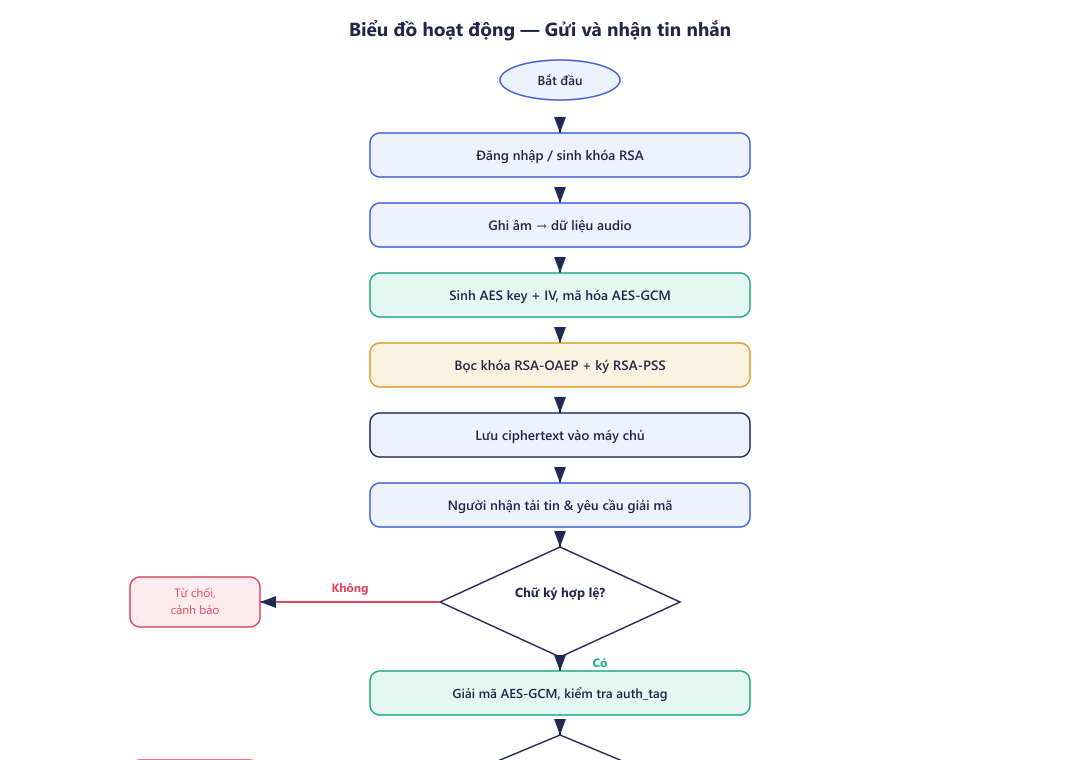 Biểu đồ hoạt động — Gửi và nhận tin nhắn
Bắt đầu
Đăng nhập / sinh khóa RSA
Ghi âm → dữ liệu audio
Sinh AES key + IV, mã hóa AES-GCM
Bọc khóa RSA-OAEP + ký RSA-PSS
Lưu ciphertext vào máy chủ
Người nhận tải tin & yêu cầu giải mã
Chữ ký hợp lệ?
Không
Từ chối,
cảnh báo
Có
Giải mã AES-GCM, kiểm tra auth_tag